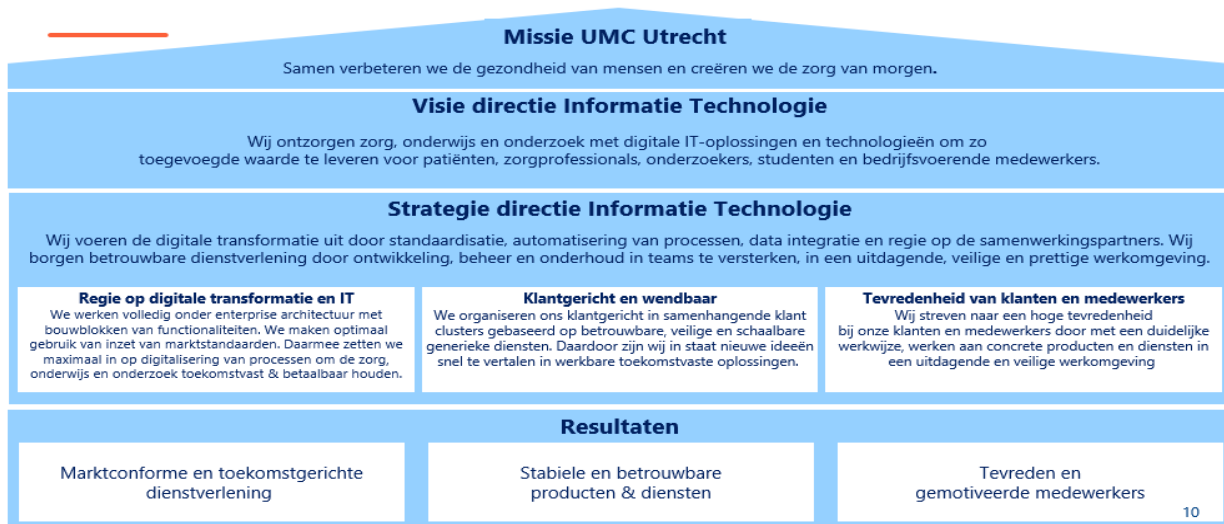 Missie UMC Utrecht
Samen verbeteren we de gezondheid van mensen en creëren we de zorg van morgen.
Visie directie Informatie Technologie
Wij ontzorgen zorg, onderwijs en onderzoek met digitale IT-oplossingen en technologieën om zo
toegevoegde waarde te leveren voor patiënten, zorgprofessionals, onderzoekers, studenten en bedrijfsvoerende medewerkers.
Strategie directie Informatie Technologie
Wij voeren de digitale transformatie uit door standaardisatie, automatisering van processen, data integratie en regie op de samenwerkingspartners. Wij
borgen betrouwbare dienstverlening door ontwikkeling, beheer en onderhoud in teams te versterken, in een uitdagende, veilige en prettige werkomgeving.
Regie op digitale transformatie en IT
We werken volledig onder enterprise architectuur met
bouwblokken van functionaliteiten. We maken optimaal
gebruik van inzet van marktstandaarden. Daarmee zetten we
maximaal in op digitalisering van processen om de zorg,
onderwijs en onderzoek toekomstvast & betaalbaar houden.
Klantgericht en wendbaar
We organiseren ons klantgericht in samenhangende klant
clusters gebaseerd op betrouwbare, veilige en schaalbare
generieke diensten. Daardoor zijn wij in staat nieuwe ideeën
snel te vertalen in werkbare toekomstvaste oplossingen.
Tevredenheid van klanten en medewerkers
Wij streven naar een hoge tevredenheid
bij onze klanten en medewerkers door met een duidelijke
werkwijze, werken aan concrete producten en diensten in
een uitdagende en veilige werkomgeving
Resultaten
Marktconforme en toekomstgerichte
dienstverlening
Stabiele en betrouwbare
producten & diensten
Tevreden en
gemotiveerde medewerkers
10